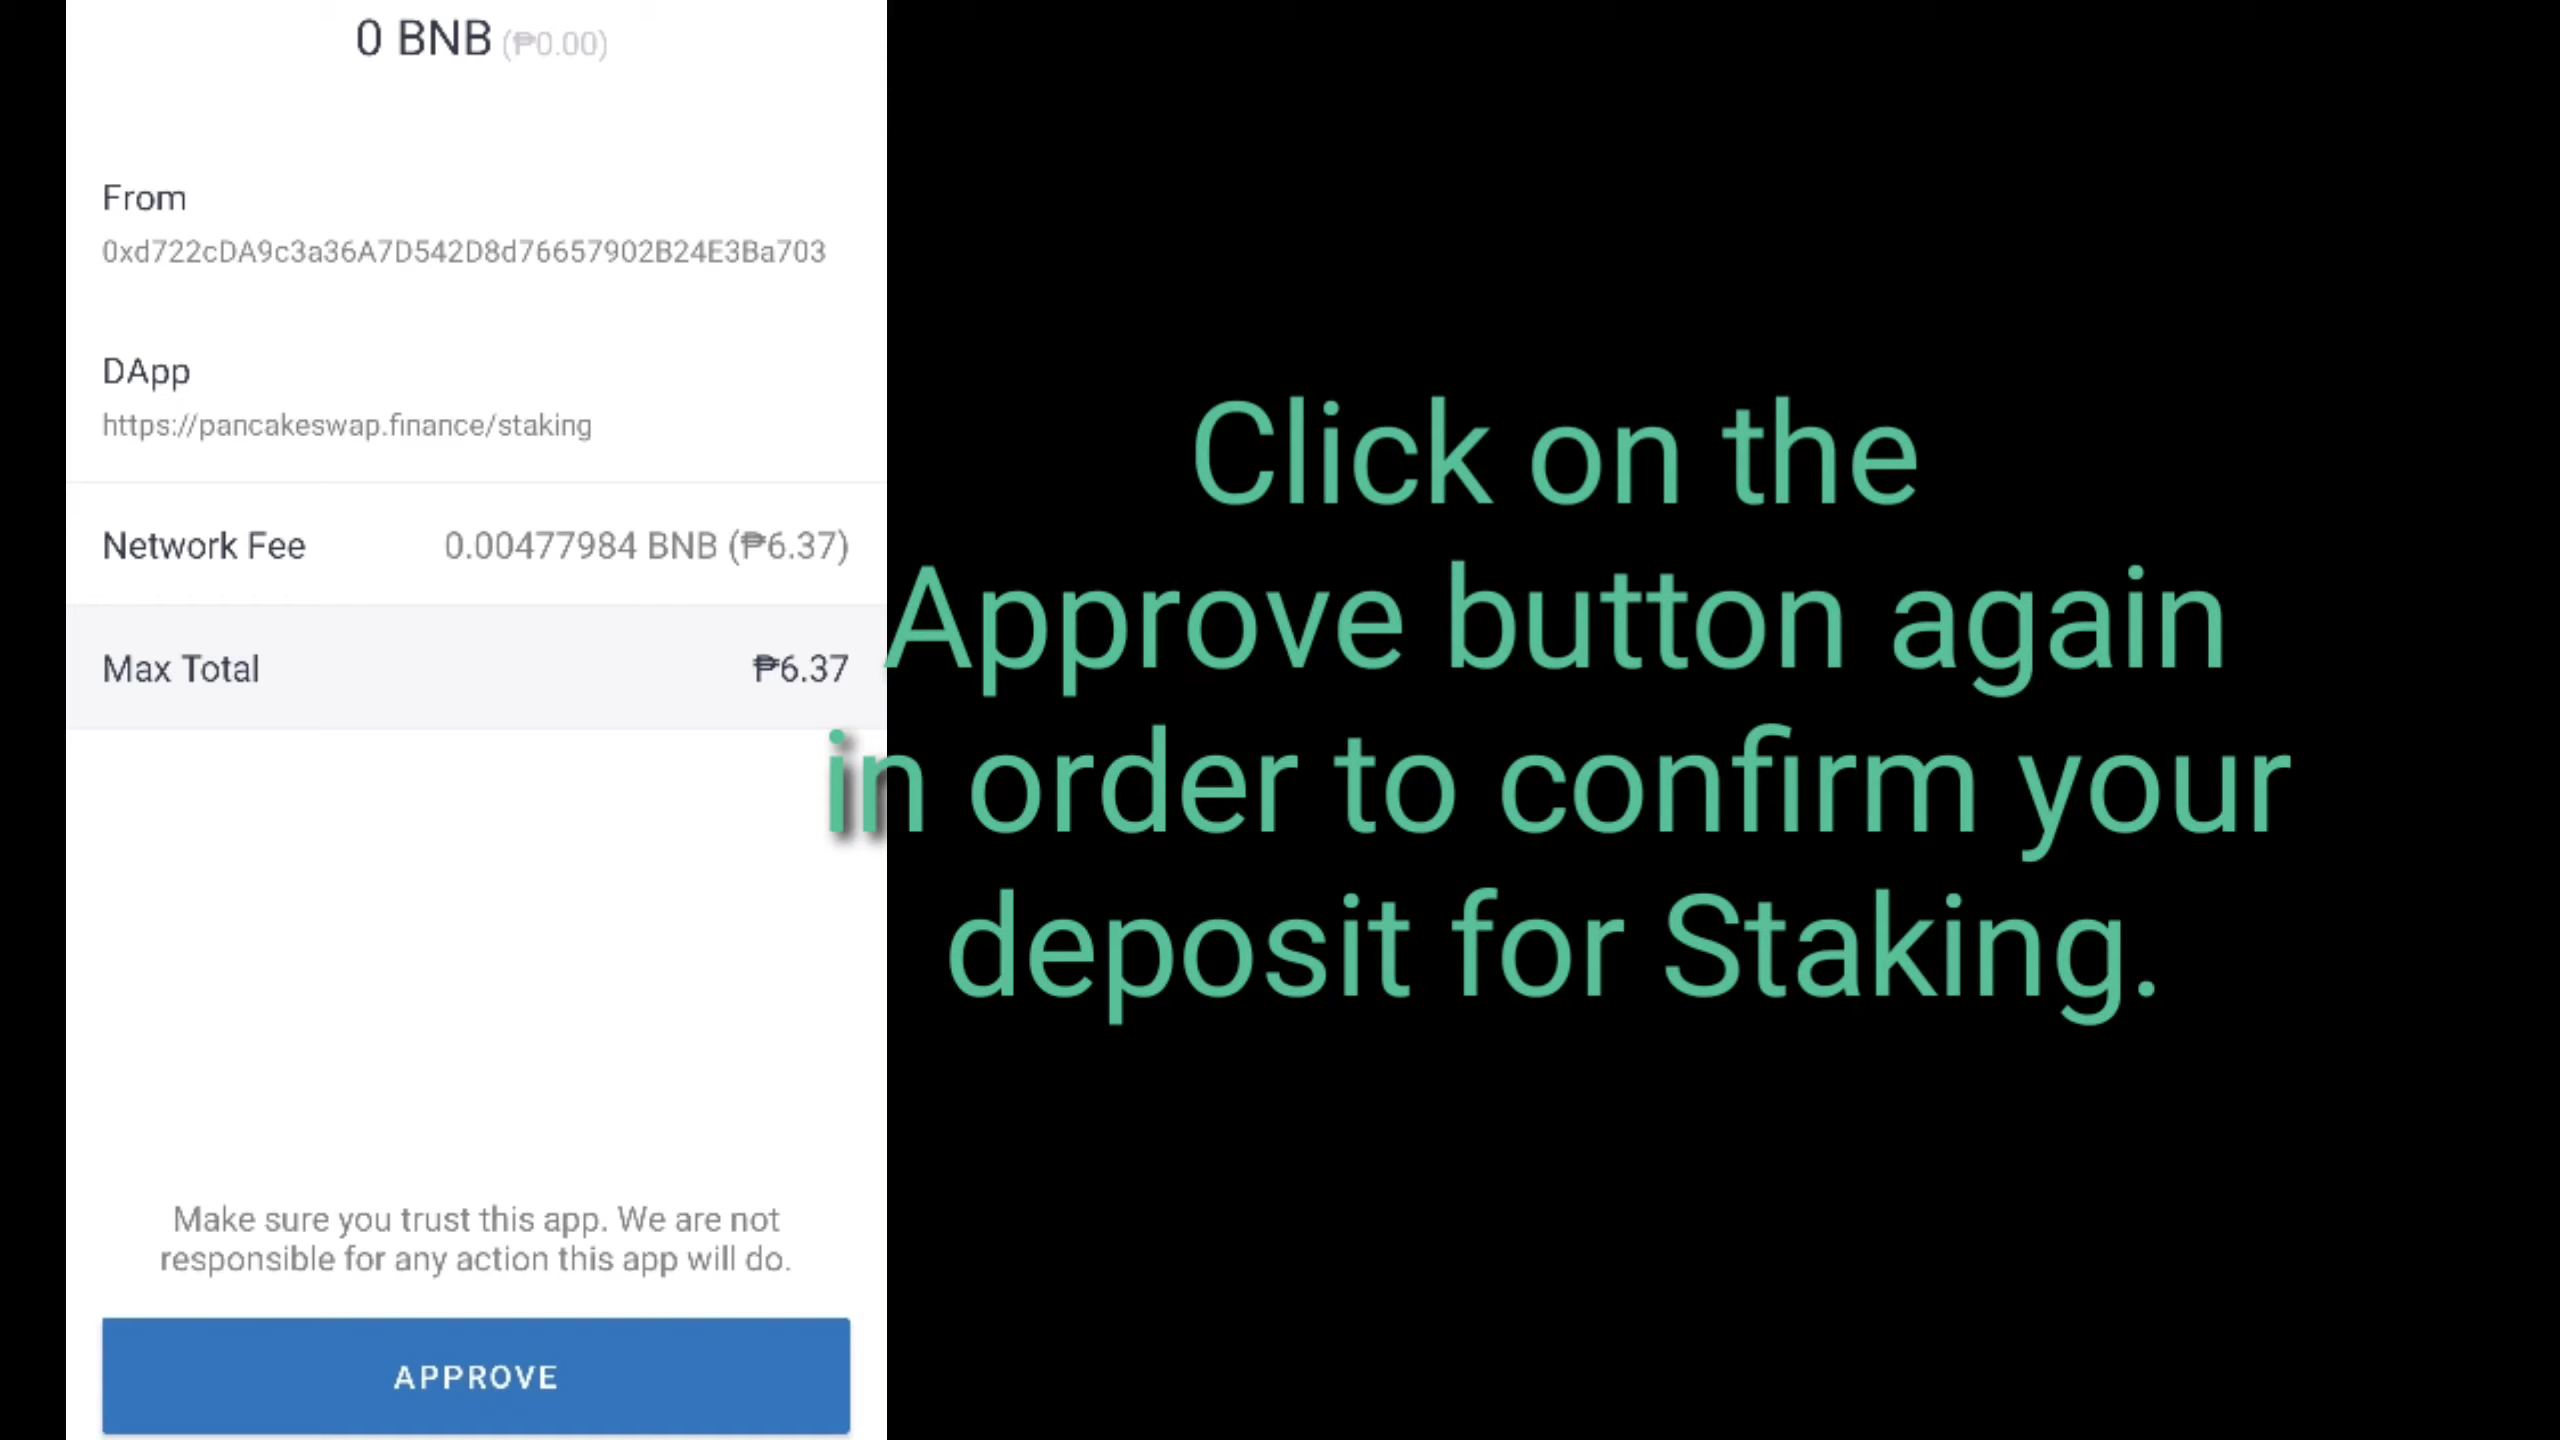 0 BNB (₱0.00)
From
0xd722cDA9c3a36A7D542D8d76657902B24E3Ba703
DApp
https://pancakeswap.finance/staking
Network Fee 0.00477984 BNB (₱6.37)
Max Total ₱6.37
Make sure you trust this app. We are not
responsible for any action this app will do.
APPROVE
Click on the
Approve button again
in order to confirm your
deposit for Staking.